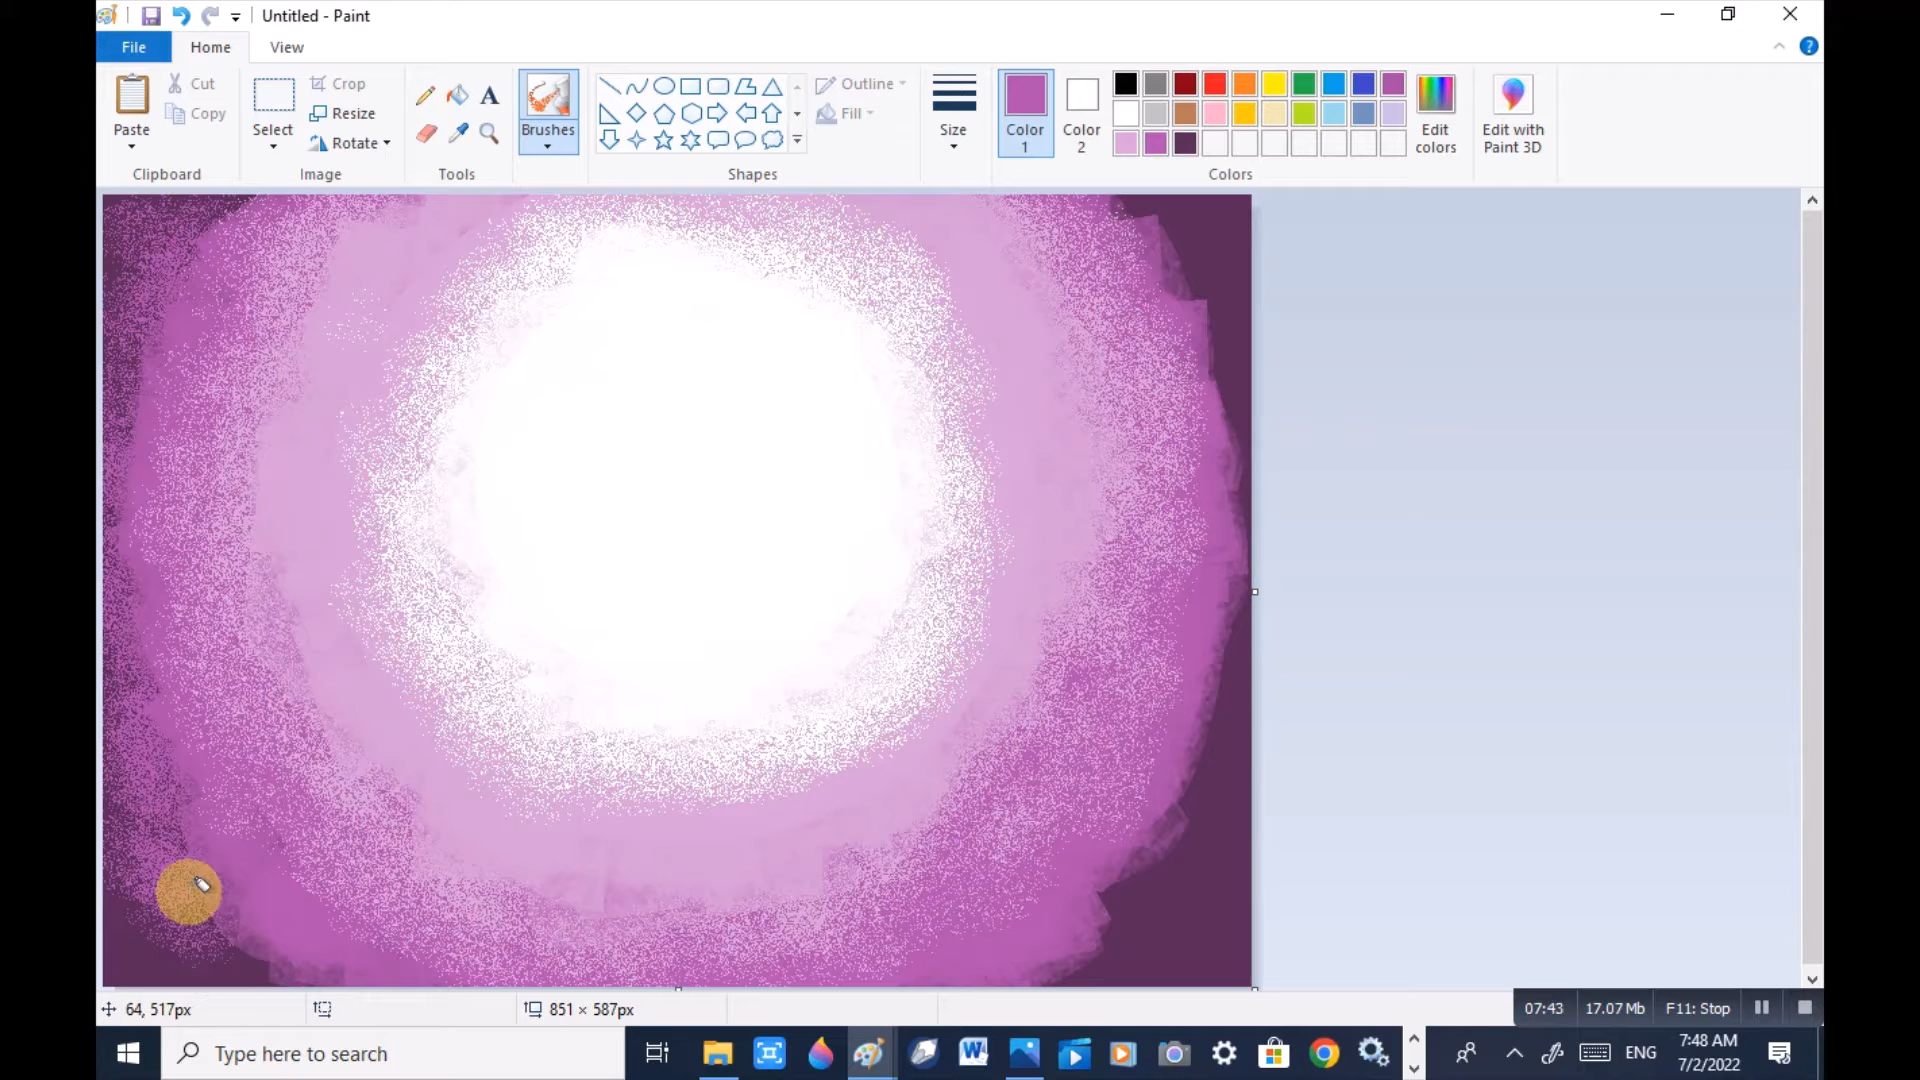 Untitled - Paint
File Home View
Paste
Cut
Copy
Clipboard
Select
Crop
Resize
Rotate
Image
A
Tools
Brushes
Shapes
Outline
Fill
Size
Color 1
Color 2
Edit colors
Colors
Edit with Paint 3D
64, 517px
851 × 587px
07:43 17.07 Mb F11: Stop
Type here to search
W
ENG
7:48 AM
7/2/2022